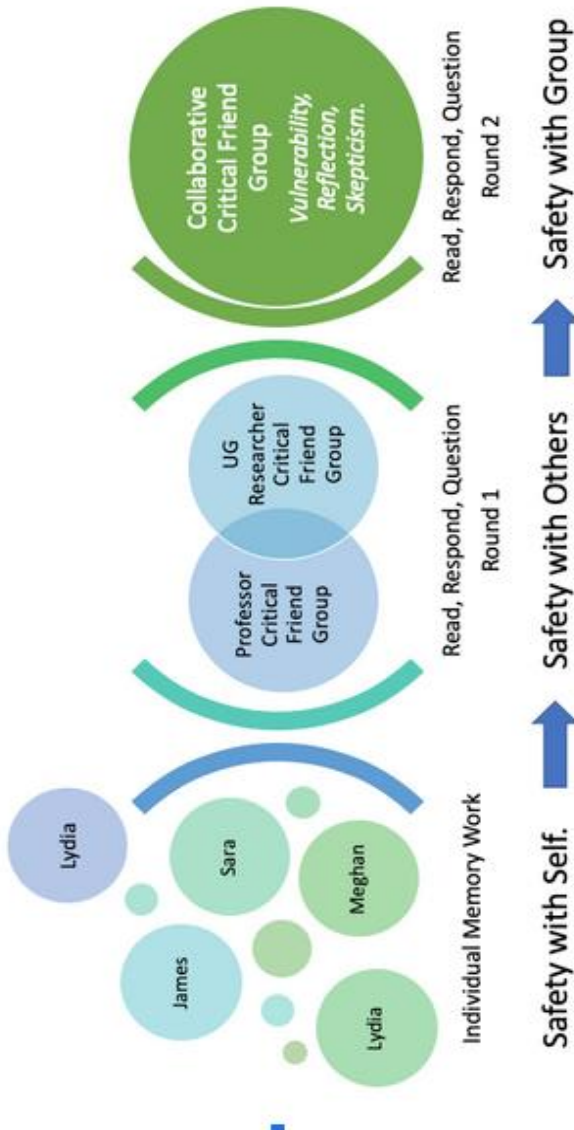 Lydia
James
Sara
Meghan
Lydia
Individual Memory Work
Safety with Self.
Professor
Critical
Friend
Group
UG
Researcher
Critical
Friend
Group
Read, Respond, Question
Round 1
Safety with Others
Collaborative
Critical Friend
Group
Vulnerability,
Reflection,
Skepticism.
Read, Respond, Question
Round 2
Safety with Group